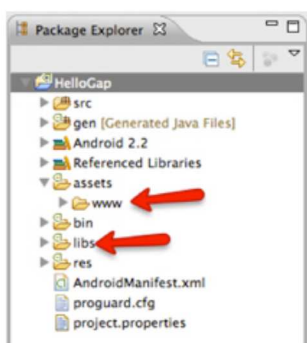 Package Explorer
HelloGap
src
gen [Generated Java Files]
Android 2.2
Referenced Libraries
assets
www
bin
libs
res
AndroidManifest.xml
proguard.cfg
project.properties